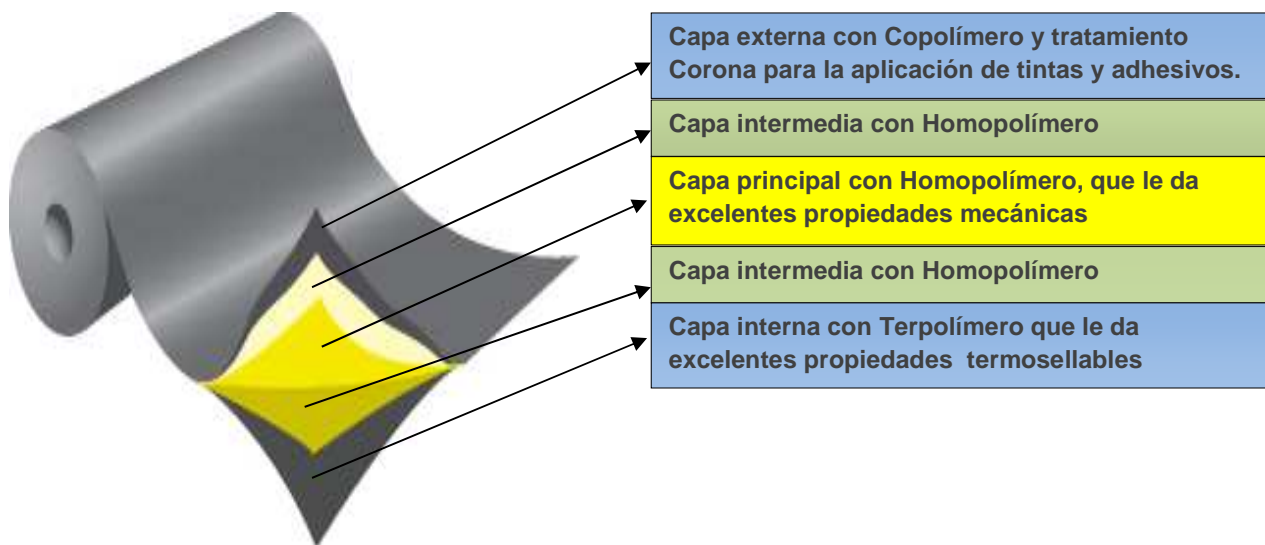 Capa externa con Copolímero y tratamiento
Corona para la aplicación de tintas y adhesivos.
Capa intermedia con Homopolímero
Capa principal con Homopolímero, que le da
excelentes propiedades mecánicas
Capa intermedia con Homopolímero
Capa interna con Terpolímero que le da
excelentes propiedades  termosellables